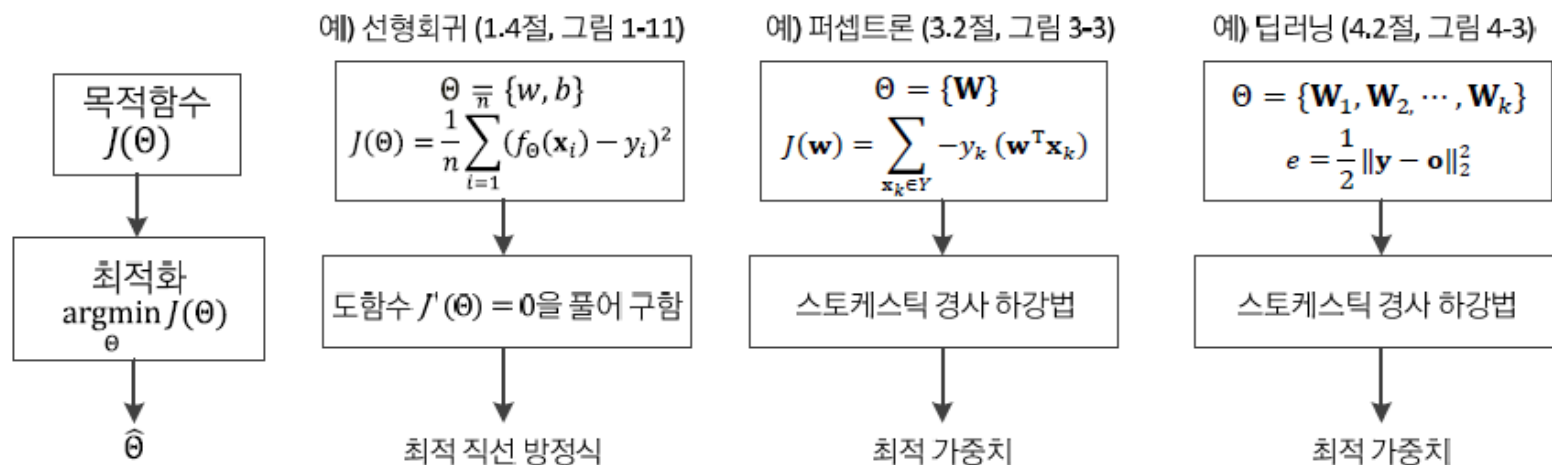 목적함수
J(Θ)
최적화
argmin J(Θ)
Θ
Θ̂
예) 선형회귀 (1.4절, 그림 1-11)
Θ = {w, b}
J(Θ) = 1/n ∑ⁿᵢ₌₁ (f_Θ(𝐱ᵢ) − yᵢ)²
도함수 J'(Θ) = 0을 풀어 구함
최적 직선 방정식
예) 퍼셉트론 (3.2절, 그림 3-3)
Θ = {𝐖}
J(𝐰) = ∑_{𝐱ₖ∈Y} −yₖ (𝐰ᵀ𝐱ₖ)
스토케스틱 경사 하강법
최적 가중치
예) 딥러닝 (4.2절, 그림 4-3)
Θ = {𝐖₁, 𝐖₂, ⋯, 𝐖ₖ}
e = 1/2 ‖𝐲 − 𝐨‖₂²
스토케스틱 경사 하강법
최적 가중치